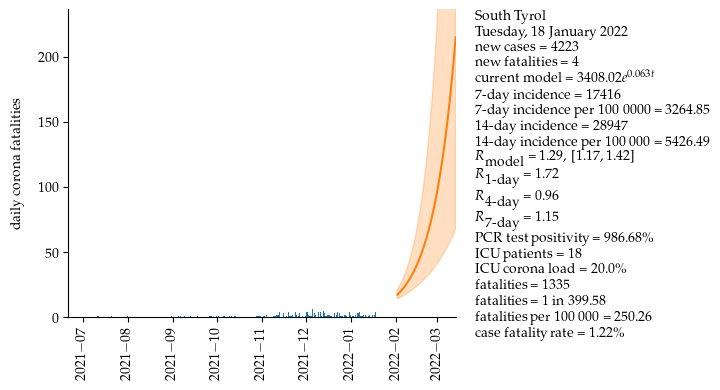 daily corona fatalities
200
150
100
50
0
2021−07
2021−08
2021−09
2021−10
2021−11
2021−12
2022−01
2022−02
2022−03
South Tyrol
Tuesday, 18 January 2022
new cases = 4223
new fatalities = 4
current model = 3408.02e^0.063t
7-day incidence = 17416
7-day incidence per 100 0000 = 3264.85
14-day incidence = 28947
14-day incidence per 100 000 = 5426.49
R_model = 1.29, [1.17, 1.42]
R_1-day = 1.72
R_4-day = 0.96
R_7-day = 1.15
PCR test positivity = 986.68%
ICU patients = 18
ICU corona load = 20.0%
fatalities = 1335
fatalities = 1 in 399.58
fatalities per 100 000 = 250.26
case fatality rate = 1.22%